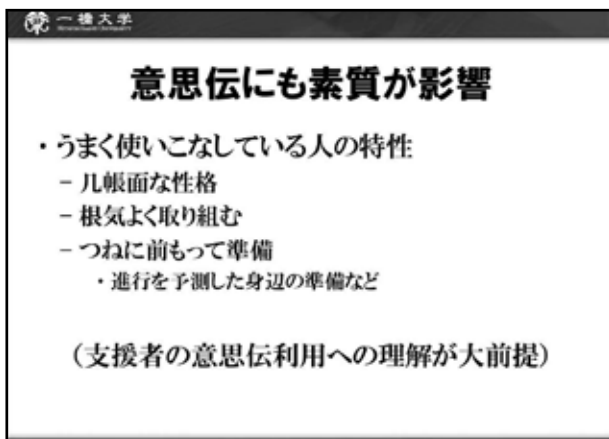 一橋大学
意思伝にも素質が影響
・うまく使いこなしている人の特性
– 几帳面な性格
– 根気よく取り組む
– つねに前もって準備
・進行を予測した身辺の準備など
（支援者の意思伝利用への理解が大前提）